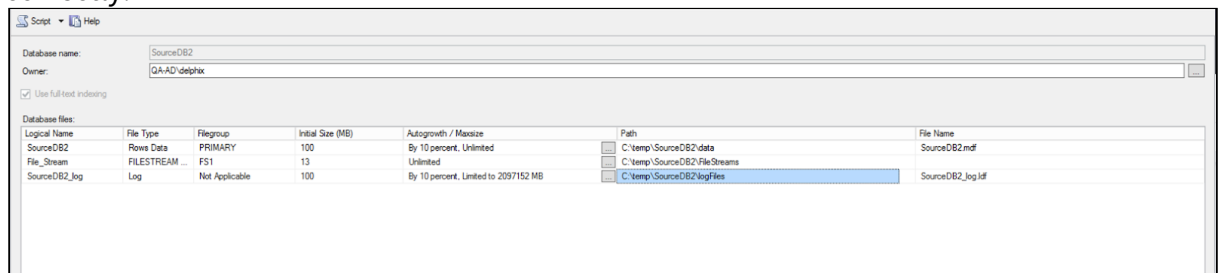 Script Help
Database name: SourceDB2
Owner: QA-AD\delphix ...
Use full-text indexing
Database files:
Logical Name File Type Filegroup Initial Size (MB) Autogrowth / Maxsize Path File Name
SourceDB2 Rows Data PRIMARY 100 By 10 percent, Unlimited ... C:\temp\SourceDB2\data SourceDB2.mdf
File_Stream FILESTREAM ... FS1 13 Unlimited ... C:\temp\SourceDB2\FileStreams
SourceDB2_log Log Not Applicable 100 By 10 percent, Limited to 2097152 MB ... C:\temp\SourceDB2\logFiles SourceDB2_log.ldf